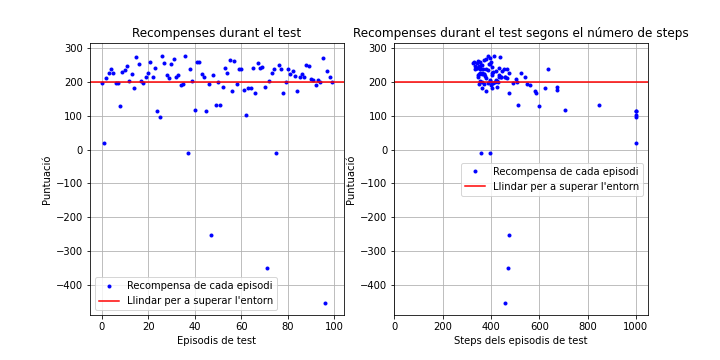 Recompenses durant el test
Puntuació
300
200
100
0
−100
−200
−300
−400
0
20
40
60
80
100
Episodis de test
Recompensa de cada episodi
Llindar per a superar l'entorn
Recompenses durant el test segons el número de steps
Puntuació
300
200
100
0
−100
−200
−300
−400
0
200
400
600
800
1000
Steps dels episodis de test
Recompensa de cada episodi
Llindar per a superar l'entorn